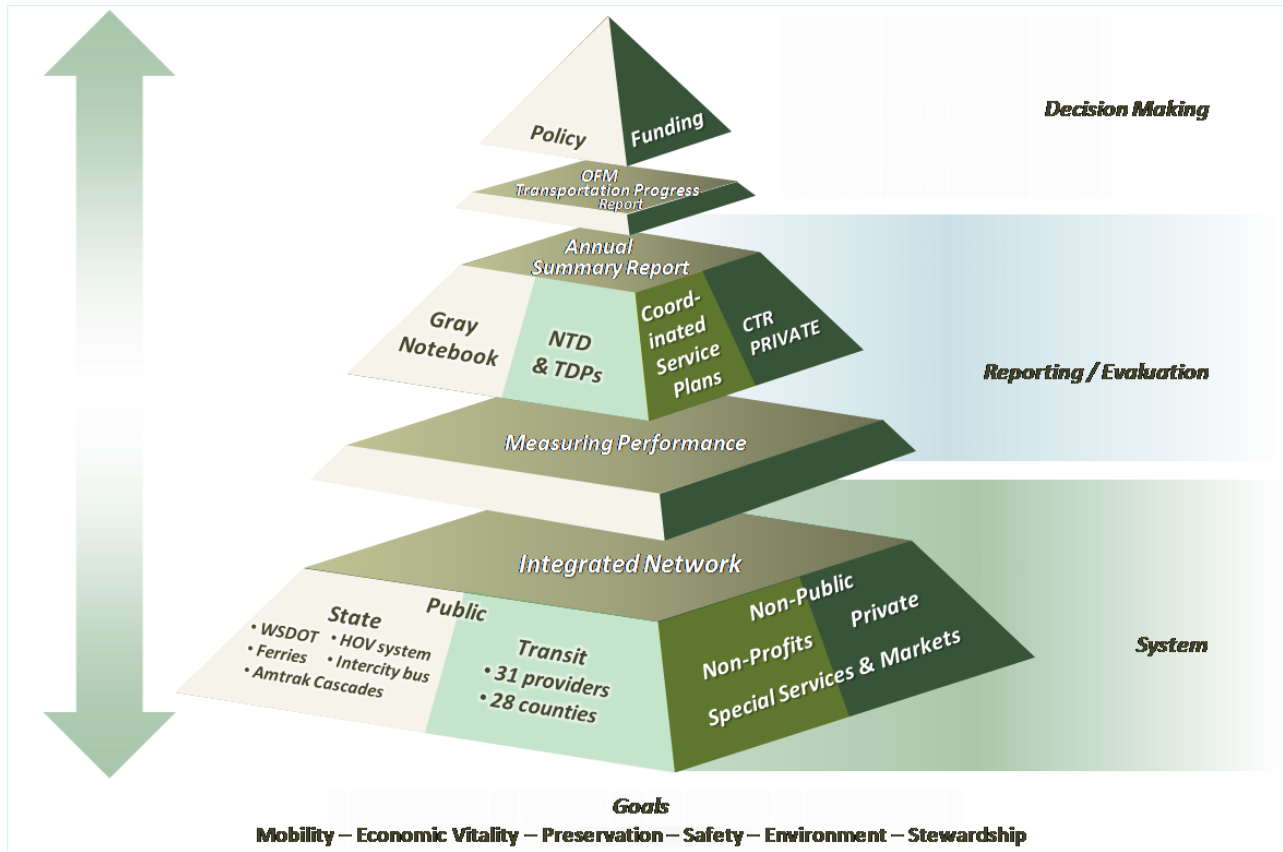 Decision Making
Policy
Funding
OFM
Transportation Progress
Report
Annual
Summary Report
Gray
Notebook
NTD
& TDPs
Coord-
inated
Service
Plans
CTR
PRIVATE
Reporting / Evaluation
Measuring Performance
Integrated Network
Public
State
• WSDOT
• Ferries
• Amtrak Cascades
• HOV system
• Intercity bus
Transit
• 31 providers
• 28 counties
Non-Public
Non-Profits
Private
Special Services & Markets
System
Goals
Mobility – Economic Vitality – Preservation – Safety – Environment – Stewardship